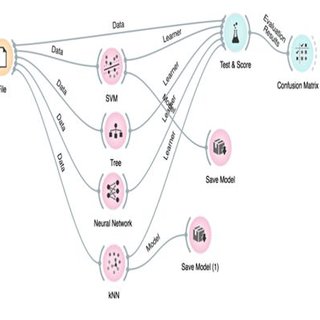 Data
Learner
Evaluation
Results
Data
Test & Score
Confusion Matrix
File
SVM
Learner
Data
Model
Learner
Tree
Save Model
Data
Learner
Neural Network
Data
Model
Save Model (1)
kNN